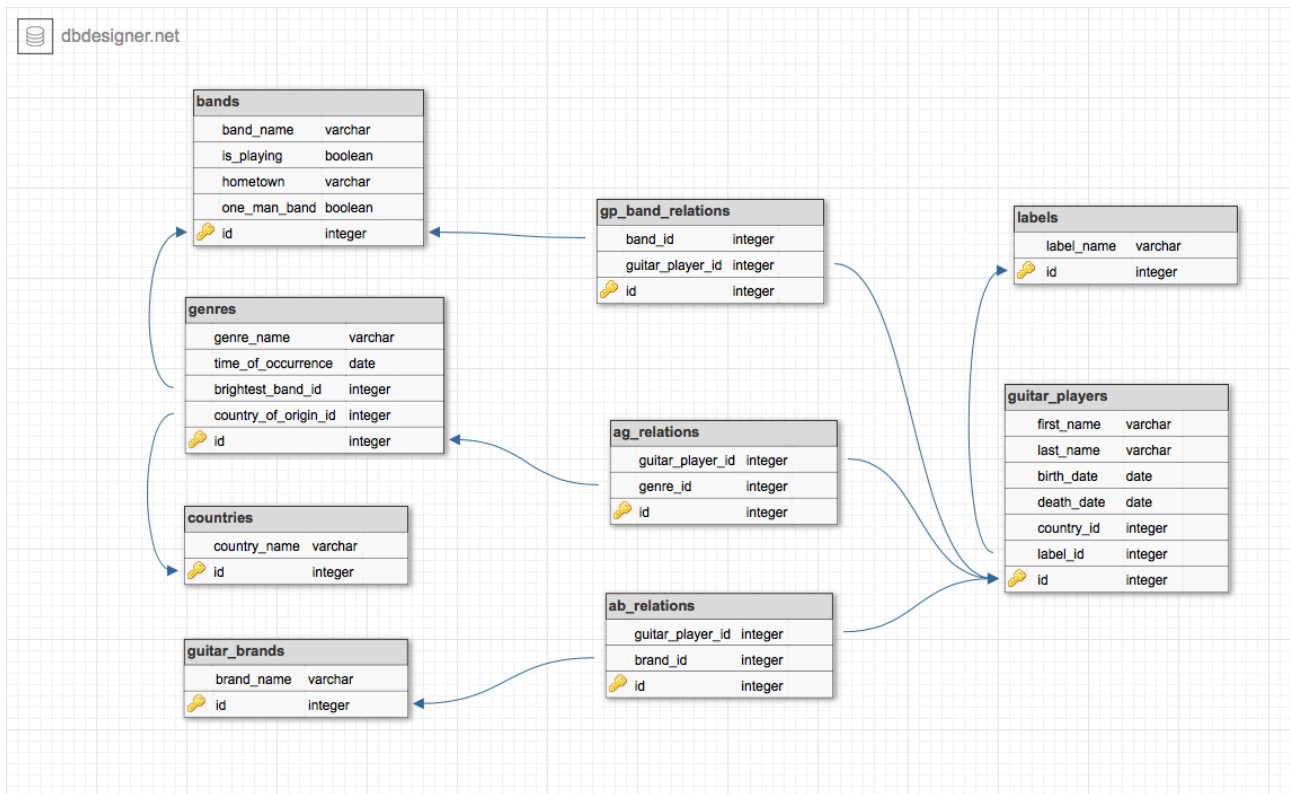 dbdesigner.net
bands
band_name varchar
is_playing boolean
hometown varchar
one_man_band boolean
id integer
genres
genre_name varchar
time_of_occurrence date
brightest_band_id integer
country_of_origin_id integer
id integer
countries
country_name varchar
id integer
guitar_brands
brand_name varchar
id integer
gp_band_relations
band_id integer
guitar_player_id integer
id integer
ag_relations
guitar_player_id integer
genre_id integer
id integer
ab_relations
guitar_player_id integer
brand_id integer
id integer
labels
label_name varchar
id integer
guitar_players
first_name varchar
last_name varchar
birth_date date
death_date date
country_id integer
label_id integer
id integer